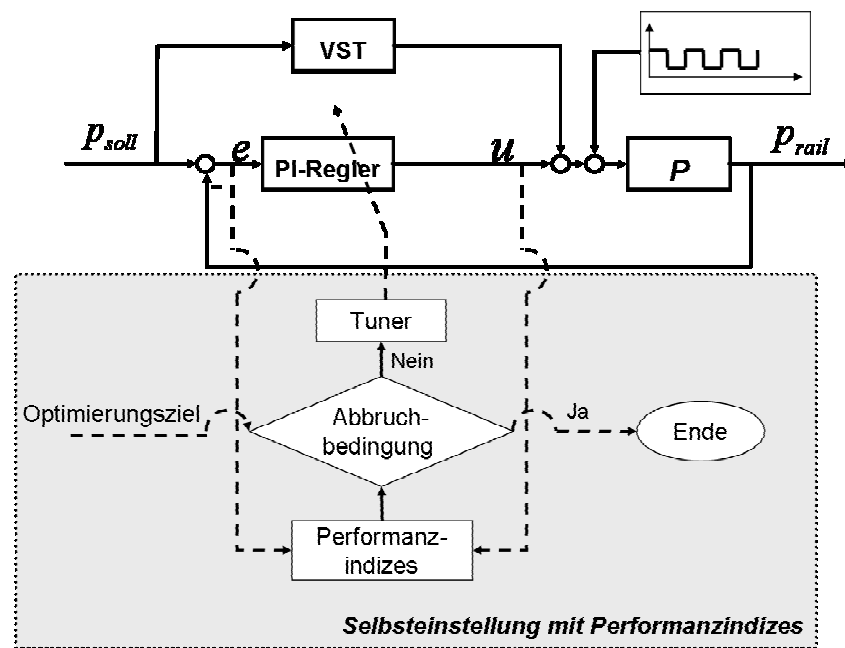 VST
p_soll
e
PI-Regler
u
P
p_rail
Tuner
Nein
Optimierungsziel
Abbruch-
bedingung
Ja
Ende
Performanz-
indizes
Selbsteinstellung mit Performanzindizes